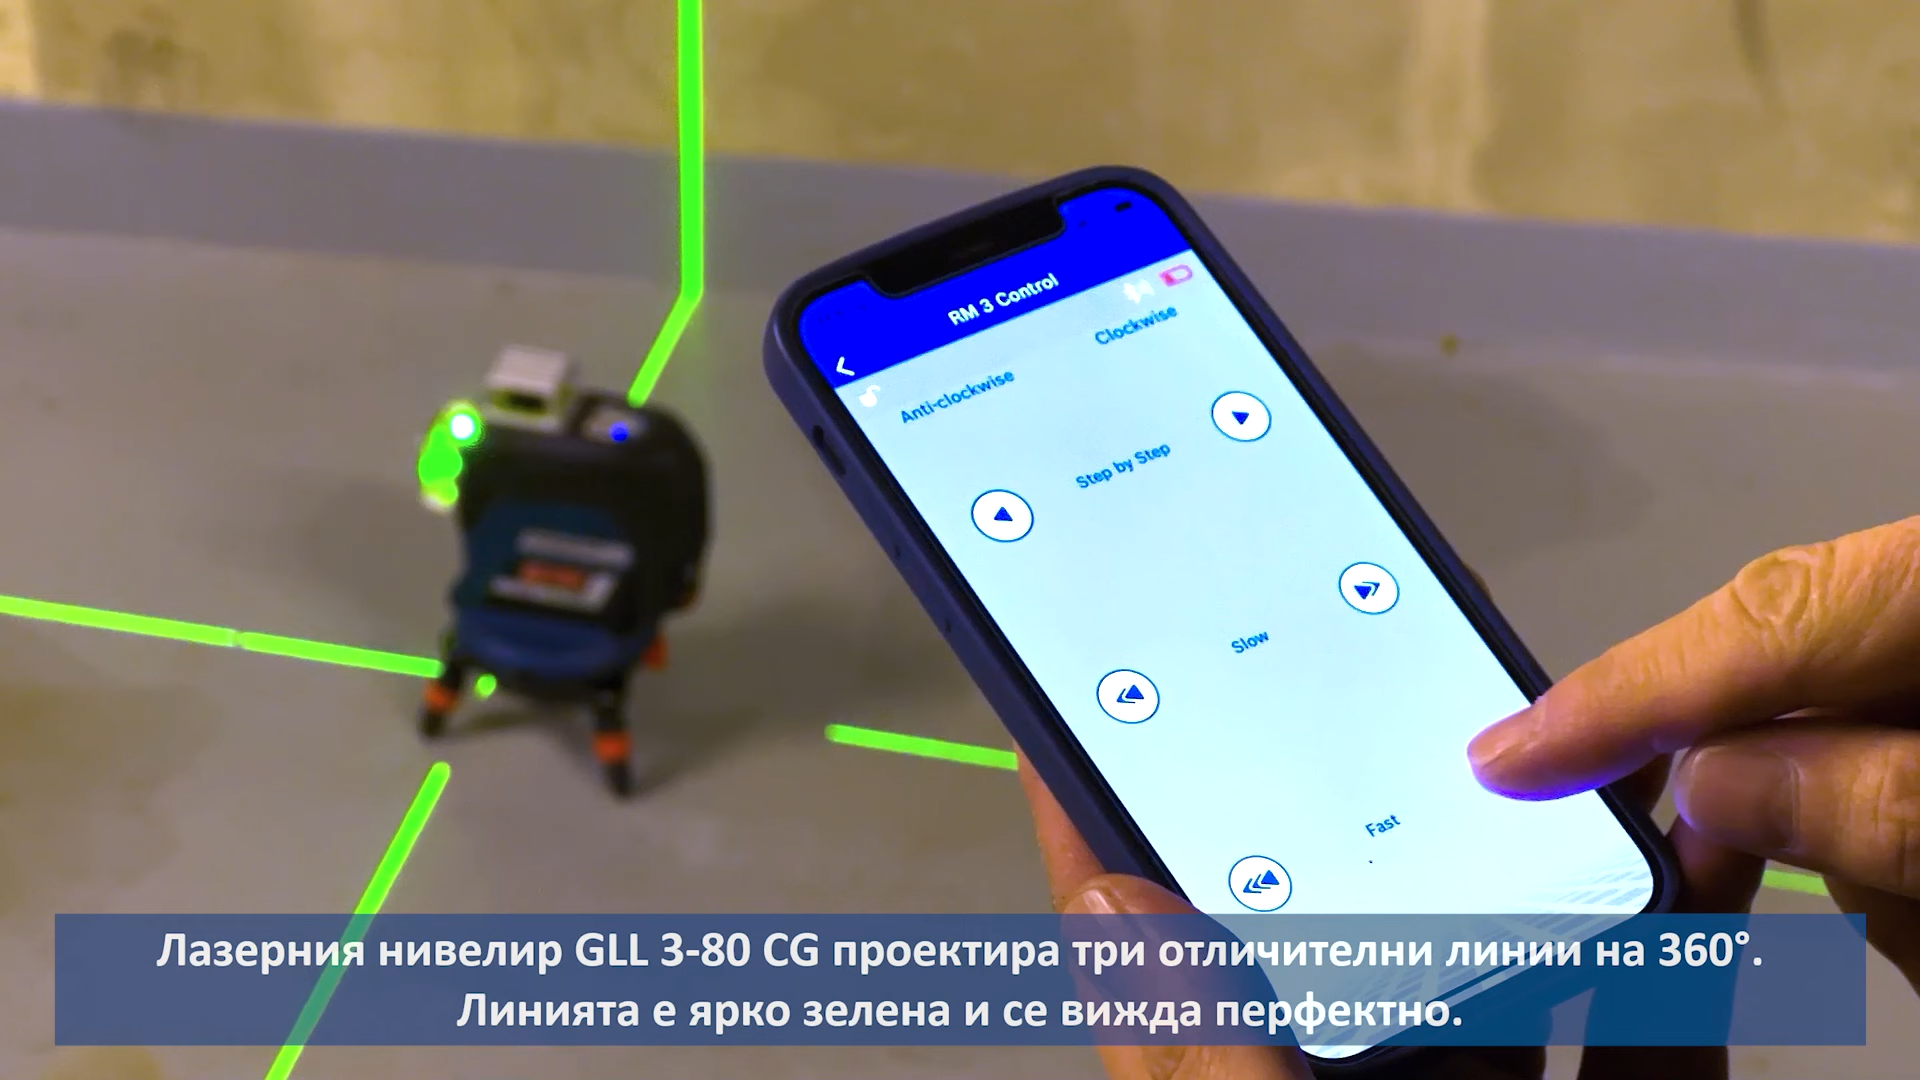 RM 3 Control
Clockwise
Anti-clockwise
Step by Step
Slow
Fast
Лазерния нивелир GLL 3-80 CG проектира три отличителни линии на 360°.
Линията е ярко зелена и се вижда перфектно.